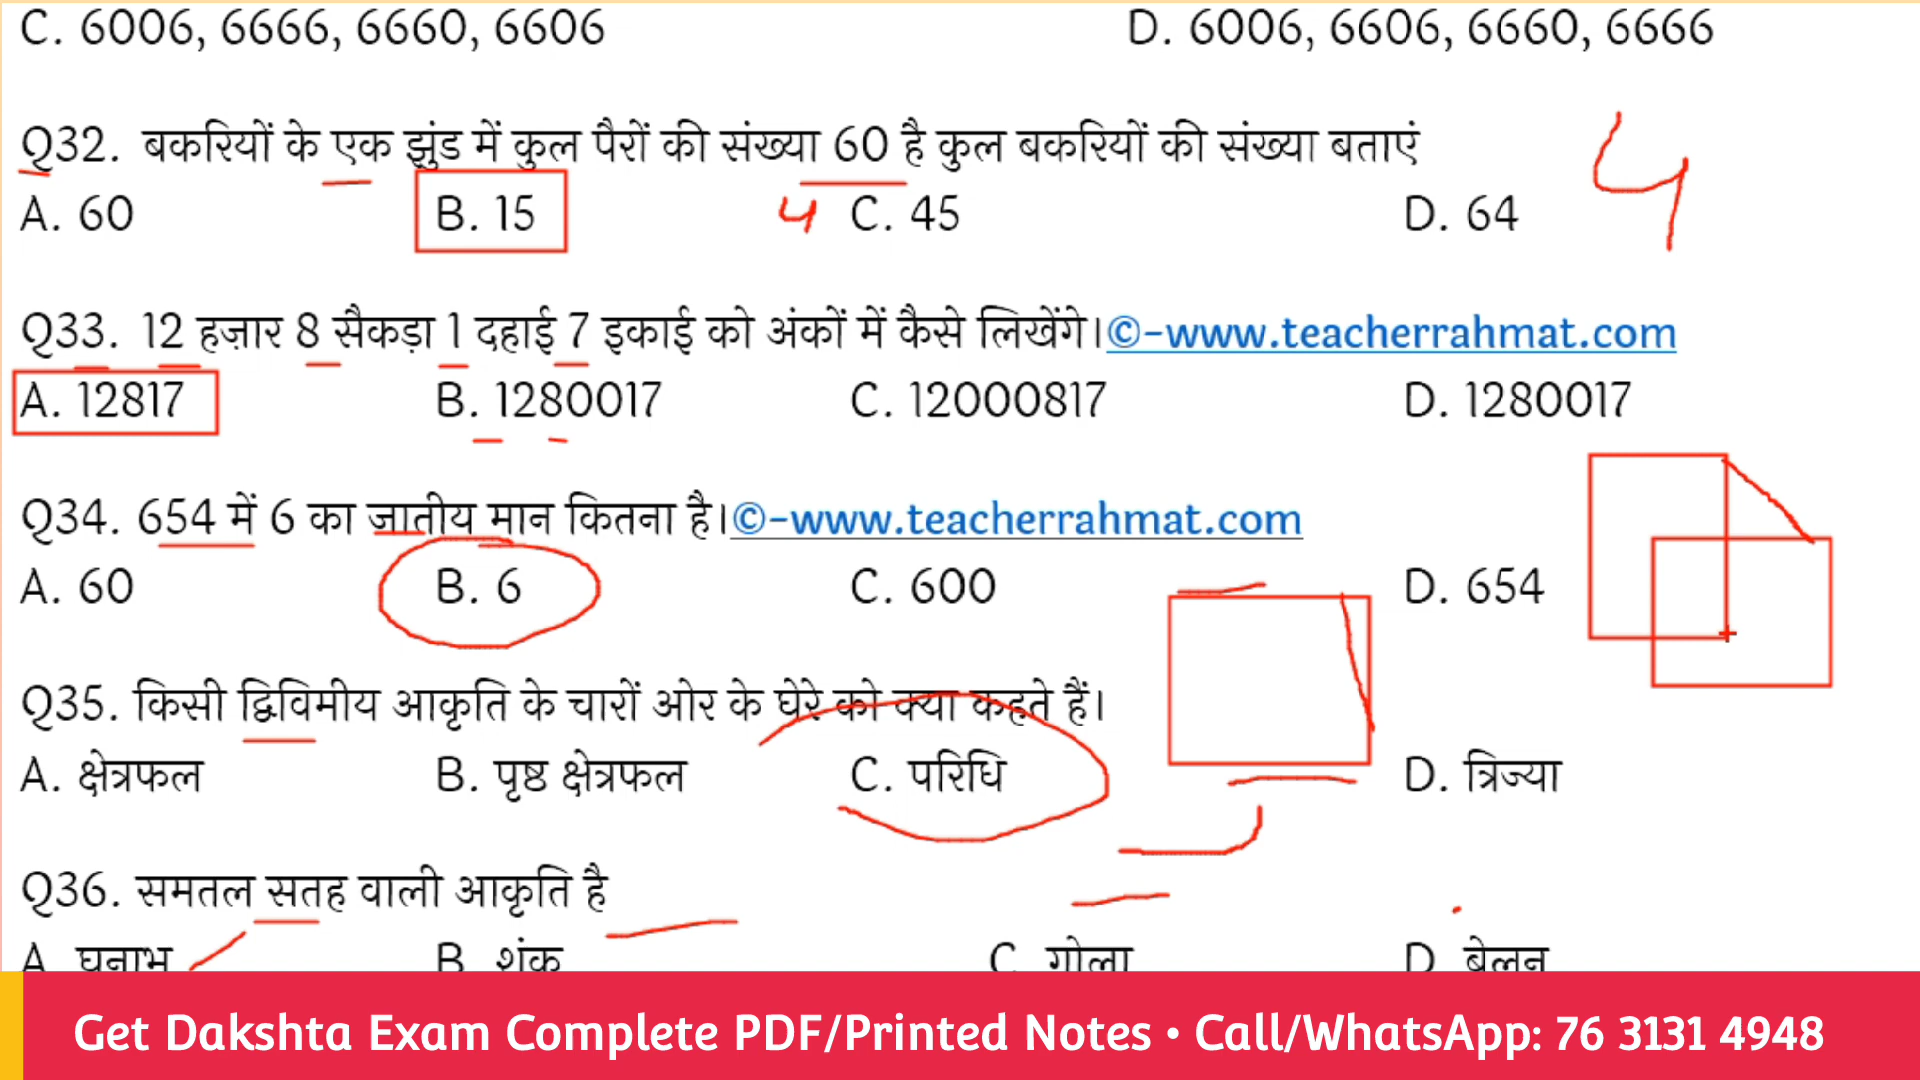 C. 6006, 6666, 6660, 6606 D. 6006, 6606, 6660, 6666
Q32. बकरियों के एक झुंड में कुल पैरों की संख्या 60 है कुल बकरियों की संख्या बताएं
4
A. 60 B. 15 4 C. 45 D. 64
Q33. 12 हज़ार 8 सैकड़ा 1 दहाई 7 इकाई को अंकों में कैसे लिखेंगे।©-www.teacherrahmat.com
A. 12817 B. 1280017 C. 12000817 D. 1280017
Q34. 654 में 6 का जातीय मान कितना है।©-www.teacherrahmat.com
A. 60 B. 6 C. 600 D. 654
Q35. किसी द्विविमीय आकृति के चारों ओर के घेरे को क्या कहते हैं।
A. क्षेत्रफल B. पृष्ठ क्षेत्रफल C. परिधि D. त्रिज्या
Q36. समतल सतह वाली आकृति है
A. घनाभ B. शंकु C. गोला D. बेलन
Get Dakshta Exam Complete PDF/Printed Notes • Call/WhatsApp: 76 3131 4948